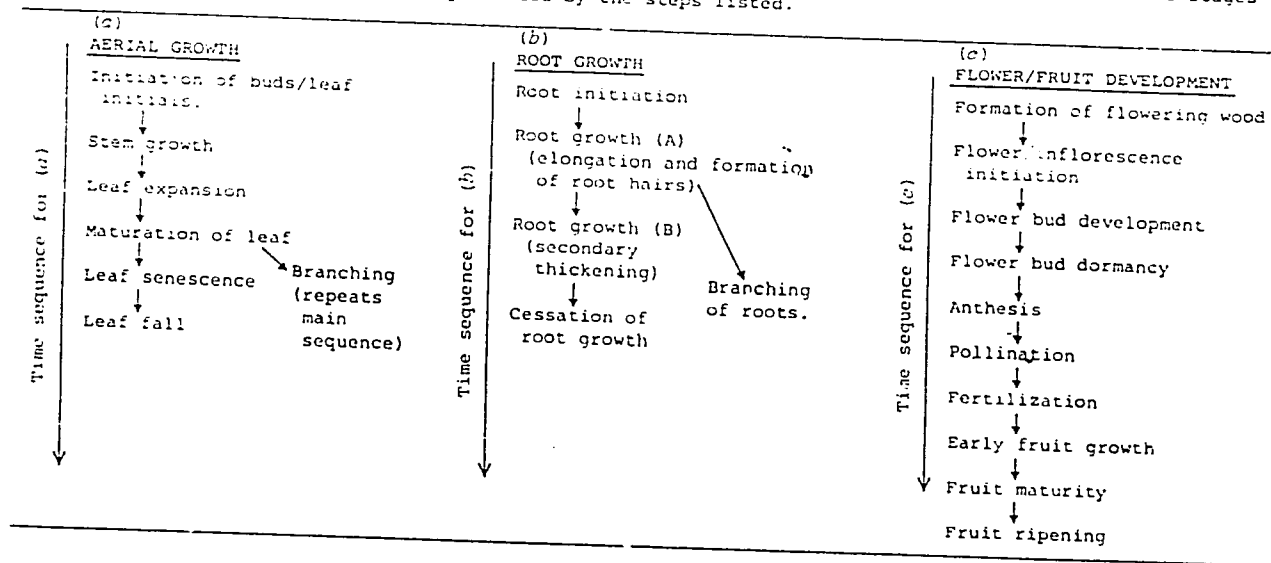 by the steps listed.
(a)
AERIAL GROWTH
Initiation of buds/leaf
initials.
Stem growth
Leaf expansion
Maturation of leaf
Leaf senescence
Leaf fall
Branching
(repeats
main
sequence)
Time sequence for (a)
(b)
ROOT GROWTH
Root initiation
Root growth (A)
(elongation and formation
of root hairs)
Root growth (B)
(secondary
thickening)
Cessation of
root growth
Branching
of roots.
Time sequence for (b)
(c)
FLOWER/FRUIT DEVELOPMENT
Formation of flowering wood
Flower/inflorescence
initiation
Flower bud development
Flower bud dormancy
Anthesis
Pollination
Fertilization
Early fruit growth
Fruit maturity
Fruit ripening
Time sequence for (c)